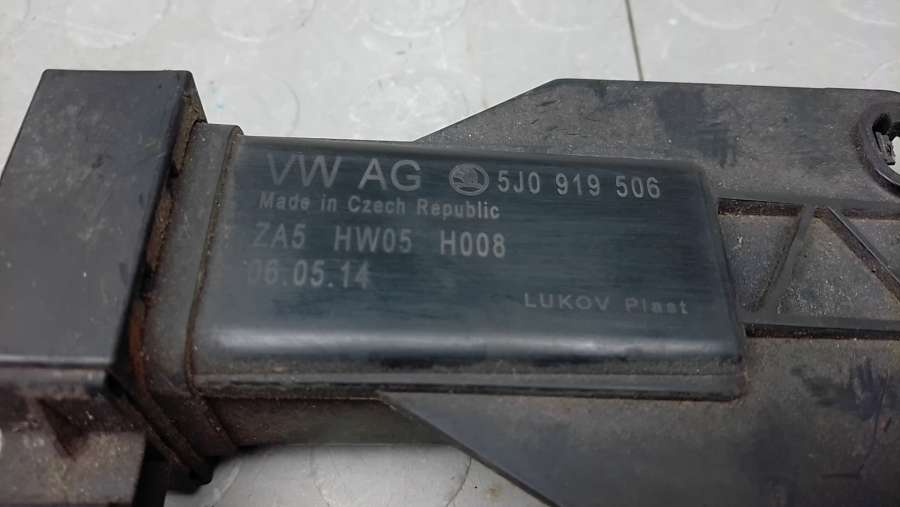 VW AG 5J0 919 506
Made in Czech Republic
ZA5 HW05 H008
06.05.14
LUKOV Plast